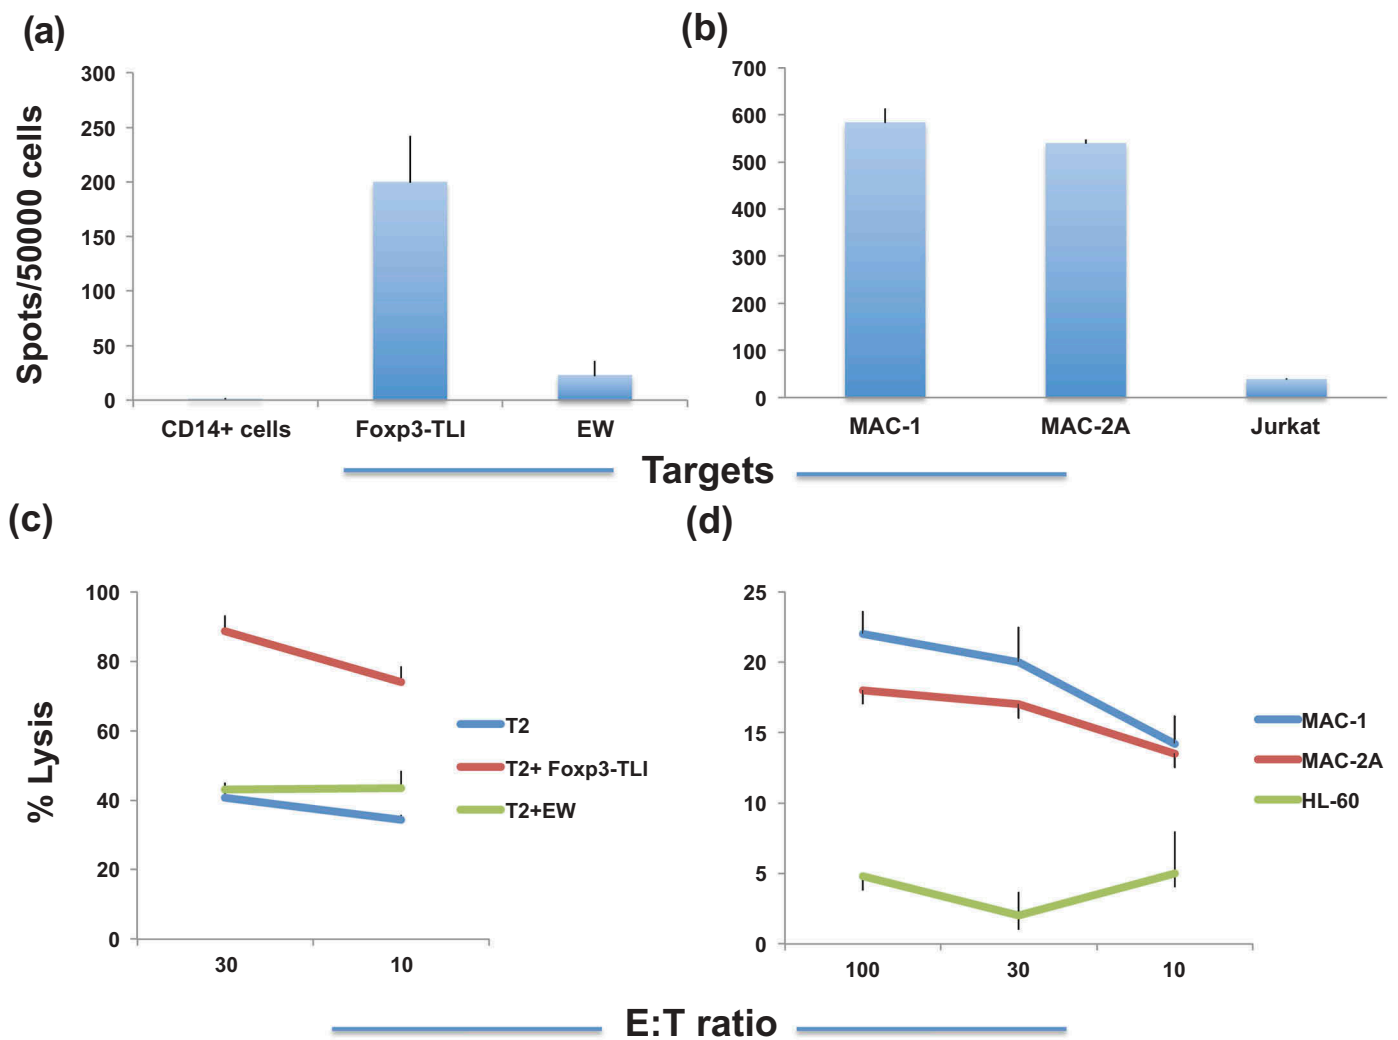 (a)
(b)
Spots/50000 cells
300
250
200
150
100
50
0
CD14+ cells
Foxp3-TLI
EW
700
600
500
400
300
200
100
0
MAC-1
MAC-2A
Jurkat
Targets
(c)
(d)
% Lysis
100
80
60
40
20
0
30
10
T2
T2+ Foxp3-TLI
T2+EW
25
20
15
10
5
0
100
30
10
MAC-1
MAC-2A
HL-60
E:T ratio